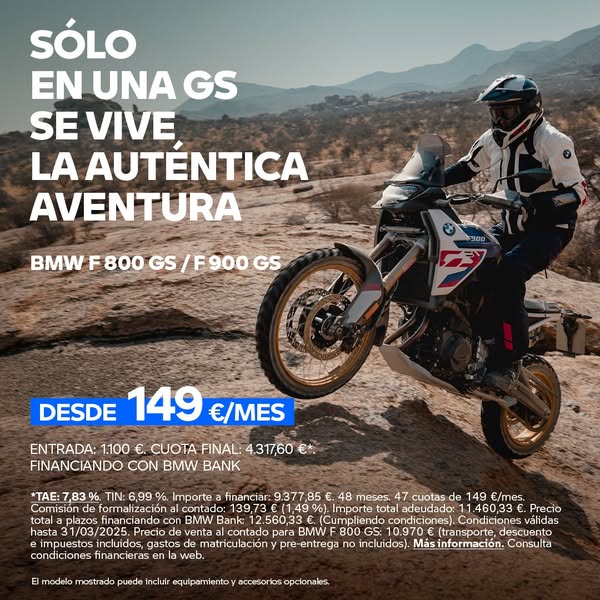 SÓLO
EN UNA GS
SE VIVE
LA AUTÉNTICA
AVENTURA
BMW F 800 GS / F 900 GS
DESDE 149 €/MES
ENTRADA: 1.100 €. CUOTA FINAL: 4.317,60 €*.
FINANCIANDO CON BMW BANK
*TAE: 7,83 %. TIN: 6,99 %. Importe a financiar: 9.377,85 €. 48 meses. 47 cuotas de 149 €/mes.
Comisión de formalización al contado: 139,73 € (1,49 %). Importe total adeudado: 11.460,33 €. Precio
total a plazos financiando con BMW Bank: 12.560,33 €. (Cumpliendo condiciones). Condiciones válidas
hasta 31/03/2025. Precio de venta al contado para BMW F 800 GS: 10.970 € (transporte, descuento
e impuestos incluidos, gastos de matriculación y pre-entrega no incluidos). Más información. Consulta
condiciones financieras en la web.
El modelo mostrado puede incluir equipamiento y accesorios opcionales.
F900
GS